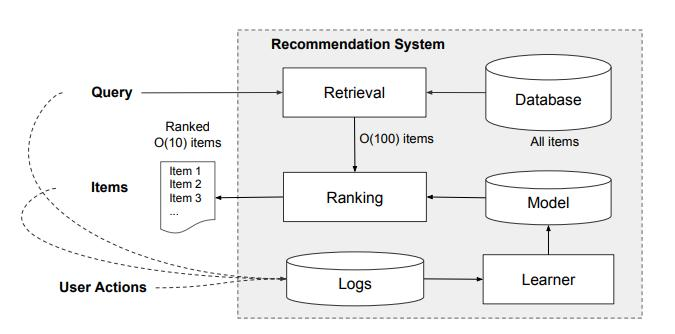 Recommendation System
Query
Retrieval
Database
Ranked
O(10) items
O(100) items
All items
Items
Item 1
Item 2
Item 3
...
Ranking
Model
User Actions
Logs
Learner